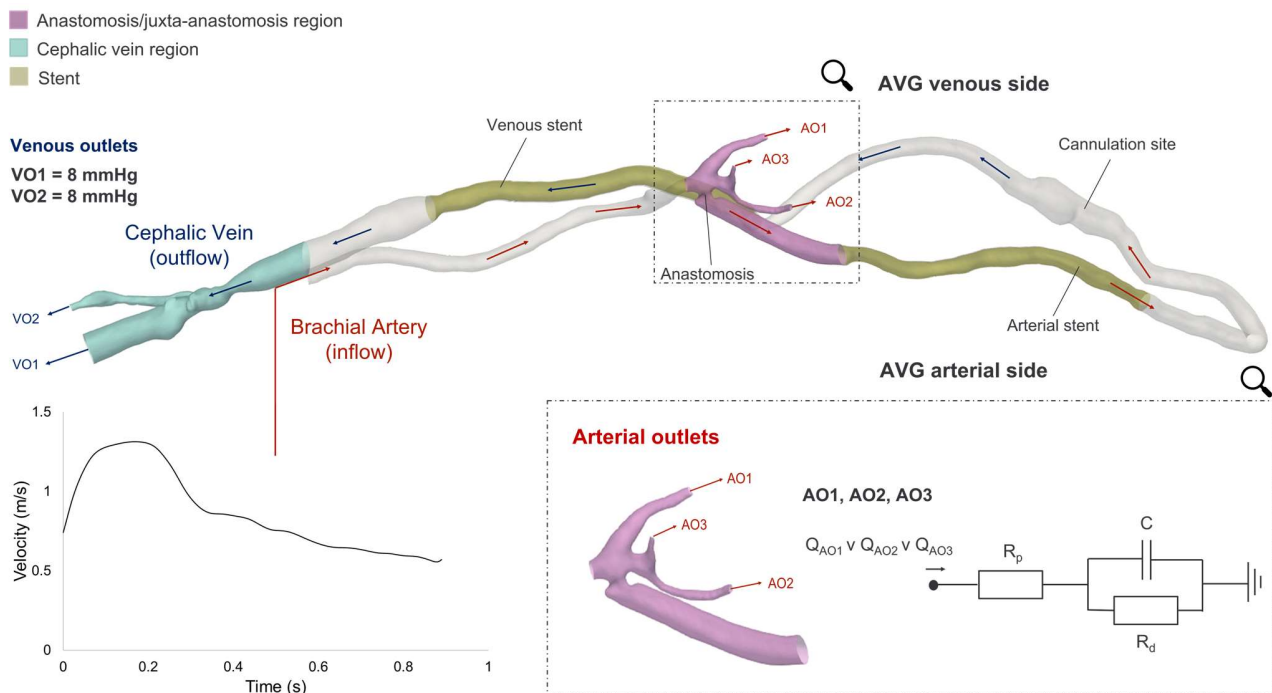 Anastomosis/juxta-anastomosis region
Cephalic vein region
Stent
Venous outlets
VO1 = 8 mmHg
VO2 = 8 mmHg
Cephalic Vein
(outflow)
VO2
VO1
Brachial Artery
(inflow)
Venous stent
AO1
AO3
AO2
Anastomosis
AVG venous side
Cannulation site
Arterial stent
AVG arterial side
1.5
1
0.5
0
Velocity (m/s)
0
0.2
0.4
0.6
0.8
1
Time (s)
Arterial outlets
AO1
AO3
AO2
AO1, AO2, AO3
QAO1 v QAO2 v QAO3
Rp
C
Rd